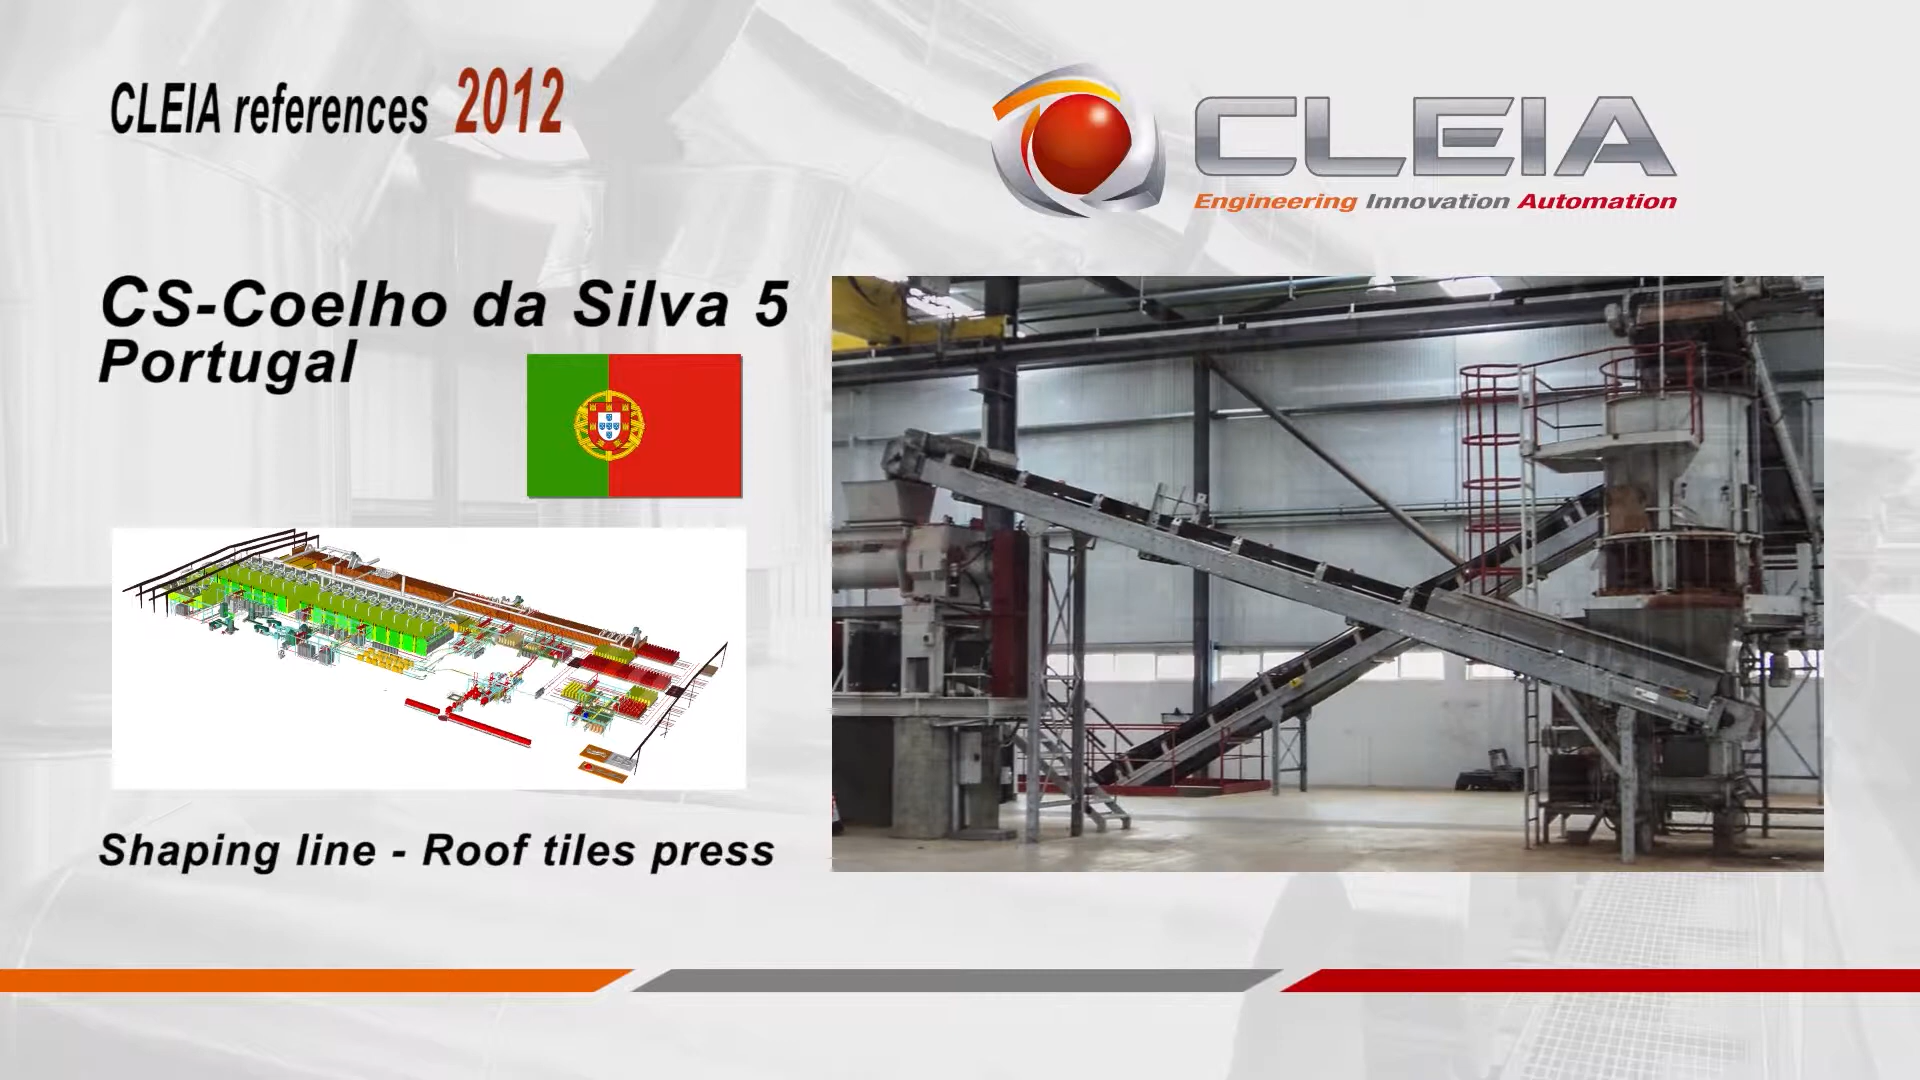 CLEIA references 2012
CLEIA
Engineering Innovation Automation
CS-Coelho da Silva 5
Portugal
Shaping line - Roof tiles press